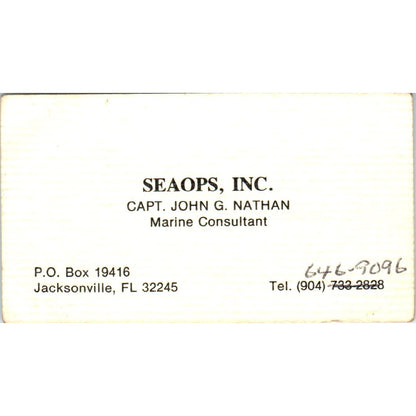 SEAOPS, INC.
CAPT. JOHN G. NATHAN
Marine Consultant
646-9096
P.O. Box 19416
Jacksonville, FL 32245
Tel. (904) 733-2828